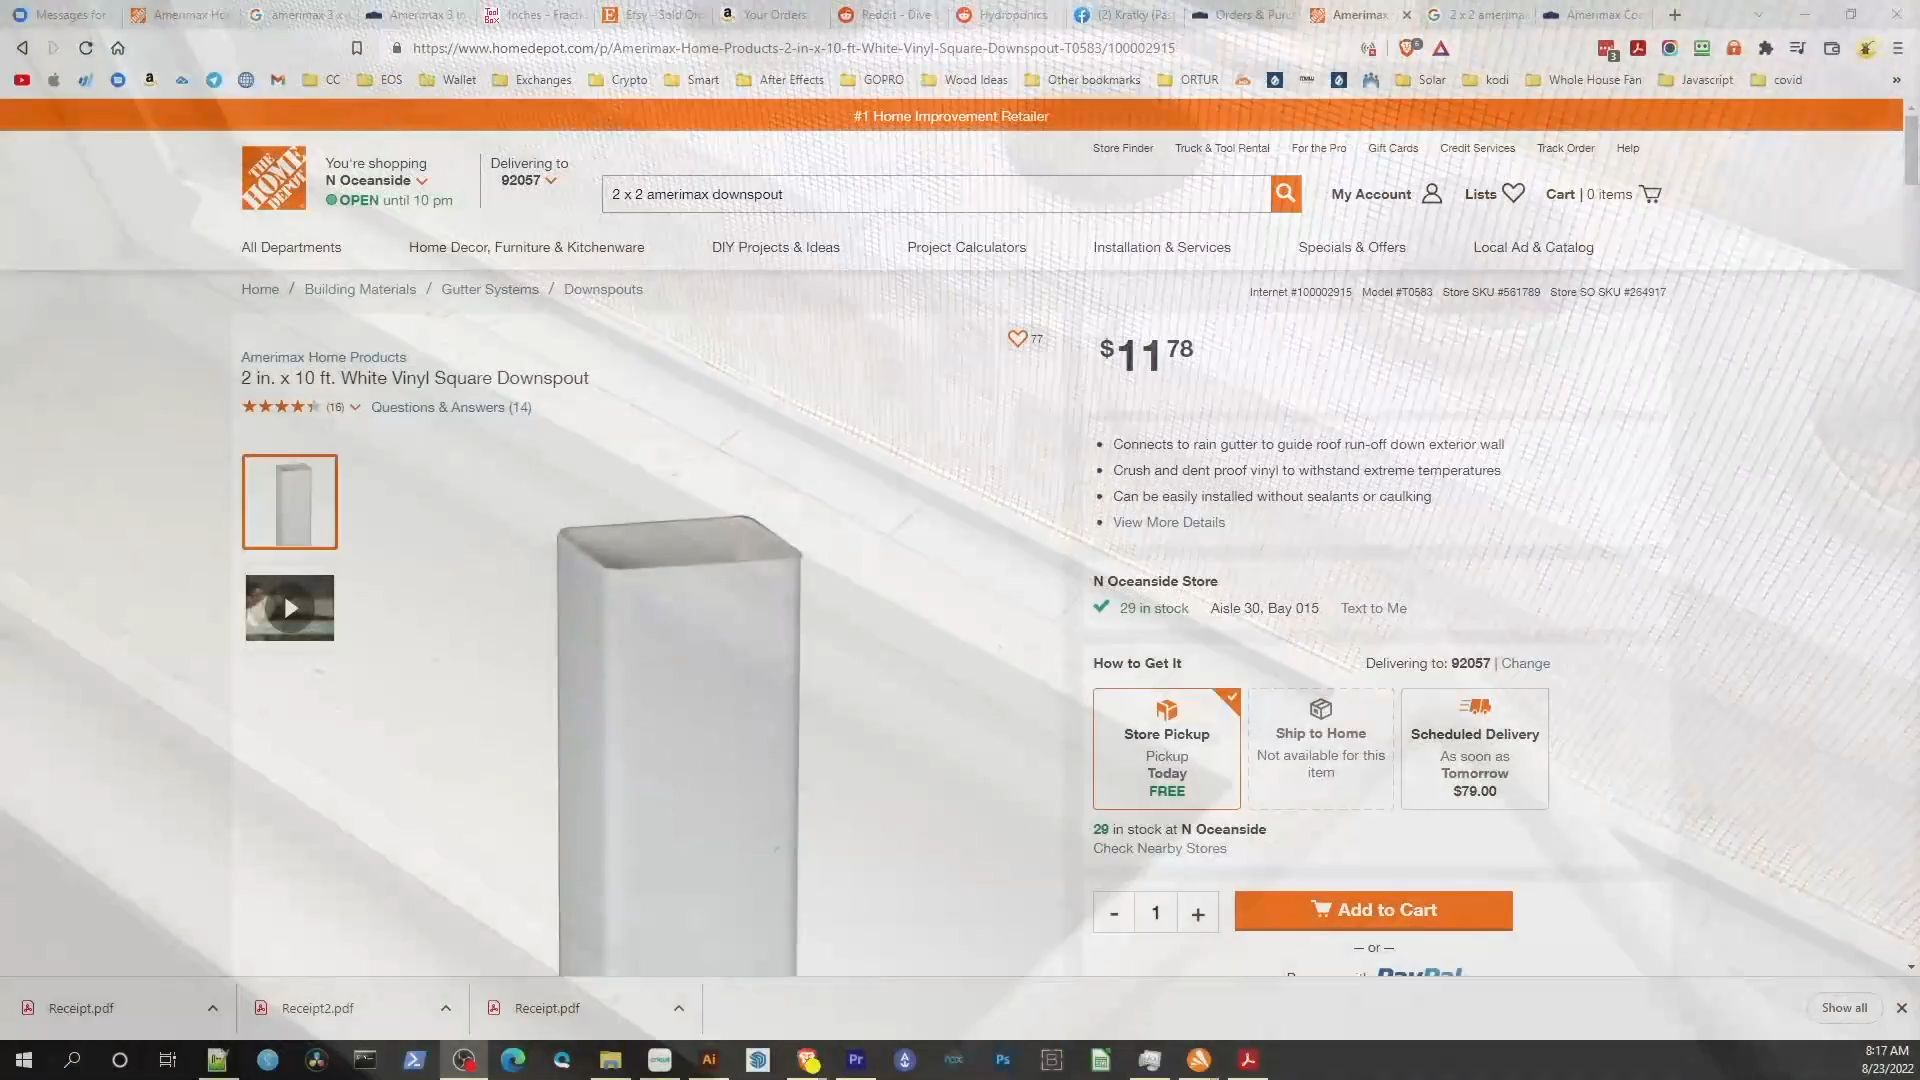 Messages for
Amerimax Ho
amerimax 3 x
Amerimax 3 in
Inches - Fracti
Etsy - Sold Or
Your Orders
Reddit - Dive
Hydroponics
(2) Kratky (Pas
Orders & Purc
Amerimax
2 x 2 amerima
Amerimax Co
https://www.homedepot.com/p/Amerimax-Home-Products-2-in-x-10-ft-White-Vinyl-Square-Downspout-T0583/100002915
CC
EOS
Wallet
Exchanges
Crypto
Smart
After Effects
GOPRO
Wood Ideas
Other bookmarks
ORTUR
Solar
kodi
Whole House Fan
Javascript
covid
#1 Home Improvement Retailer
Store Finder
Truck & Tool Rental
For the Pro
Gift Cards
Credit Services
Track Order
Help
THE HOME DEPOT
You're shopping
N Oceanside
OPEN until 10 pm
Delivering to
92057
2 x 2 amerimax downspout
My Account
Lists
Cart | 0 items
All Departments
Home Decor, Furniture & Kitchenware
DIY Projects & Ideas
Project Calculators
Installation & Services
Specials & Offers
Local Ad & Catalog
Home / Building Materials / Gutter Systems / Downspouts
Internet #100002915 Model #T0583 Store SKU #561789 Store SO SKU #264917
77
Amerimax Home Products
2 in. x 10 ft. White Vinyl Square Downspout
(16)
Questions & Answers (14)
$11 78
Connects to rain gutter to guide roof run-off down exterior wall
Crush and dent proof vinyl to withstand extreme temperatures
Can be easily installed without sealants or caulking
View More Details
N Oceanside Store
29 in stock Aisle 30, Bay 015 Text to Me
How to Get It
Delivering to: 92057 | Change
Store Pickup
Pickup
Today
FREE
Ship to Home
Not available for this
item
Scheduled Delivery
As soon as
Tomorrow
$79.00
29 in stock at N Oceanside
Check Nearby Stores
- 1 +
Add to Cart
— or —
PayPal
Receipt.pdf
Receipt2.pdf
Receipt.pdf
Show all
Ai
Pr
Ps
8:17 AM
8/23/2022